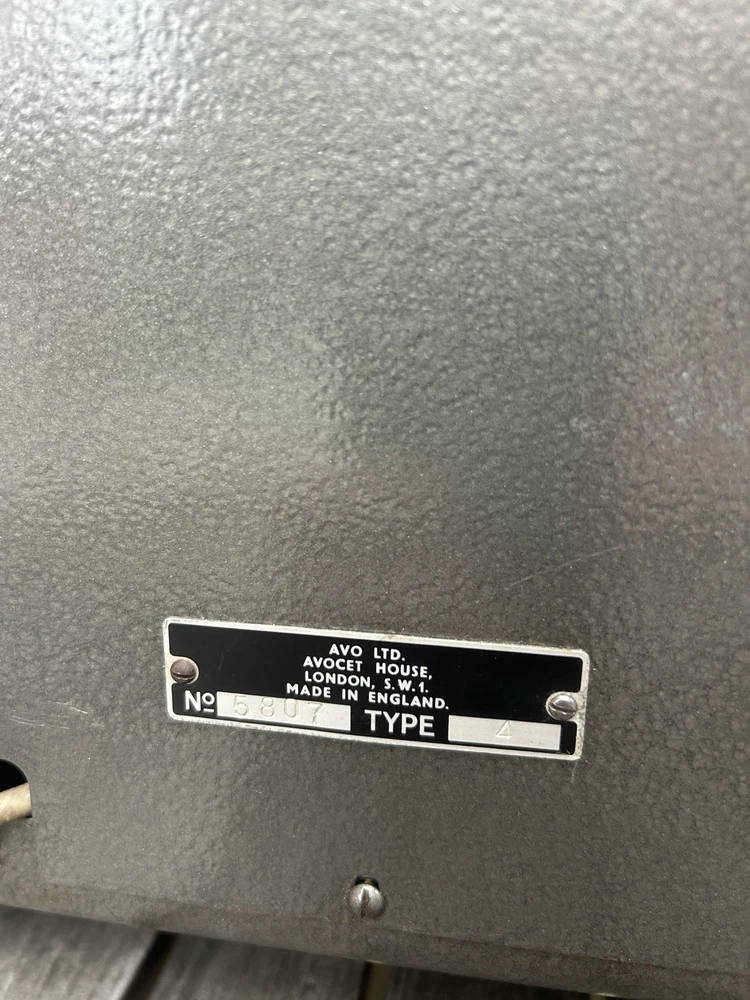 AVO LTD.
AVOCET HOUSE,
LONDON, S.W.1.
MADE IN ENGLAND.
Nº 5807 TYPE 4